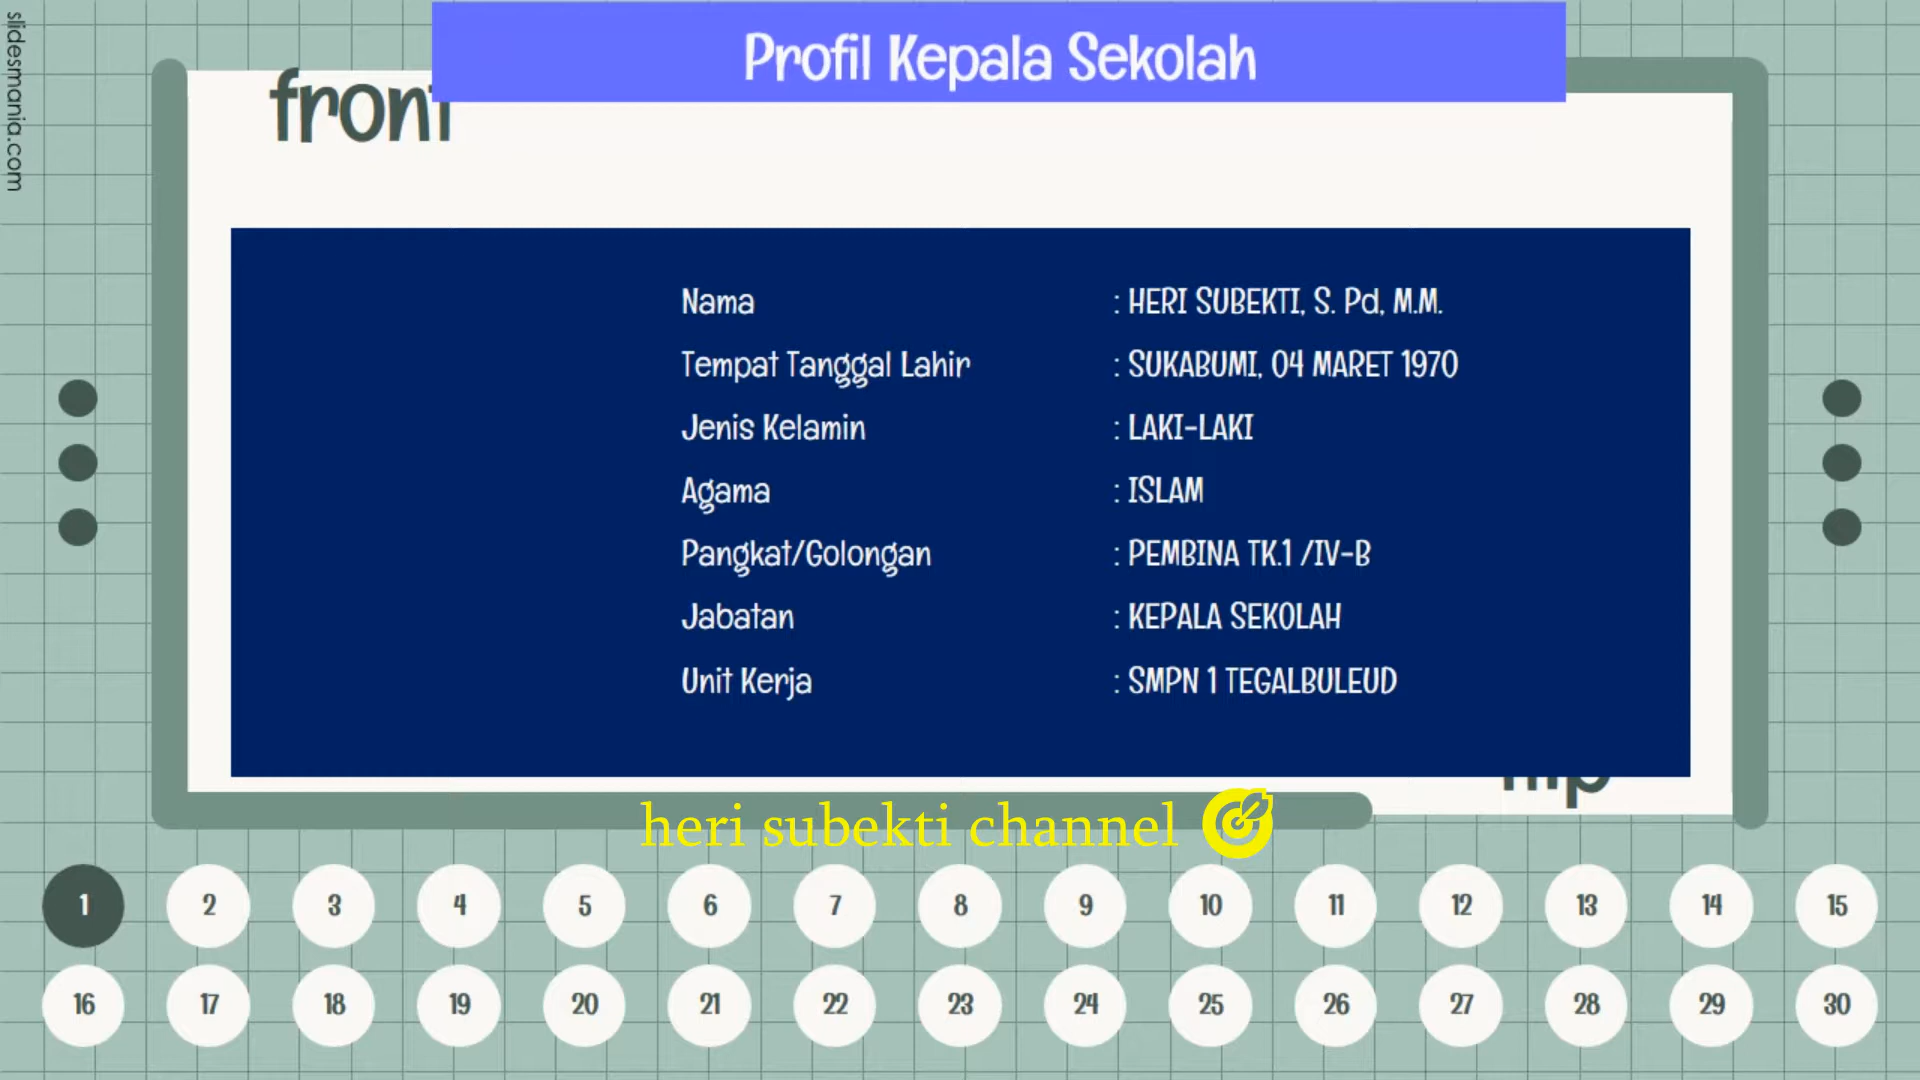 slidesmania.com
Profil Kepala Sekolah
front
Nama : HERI SUBEKTI, S. Pd, M.M.
Tempat Tanggal Lahir : SUKABUMI, 04 MARET 1970
Jenis Kelamin : LAKI-LAKI
Agama : ISLAM
Pangkat/Golongan : PEMBINA TK.1 /IV-B
Jabatan : KEPALA SEKOLAH
Unit Kerja : SMPN 1 TEGALBULEUD
heri subekti channel
1 2 3 4 5 6 7 8 9 10 11 12 13 14 15
16 17 18 19 20 21 22 23 24 25 26 27 28 29 30